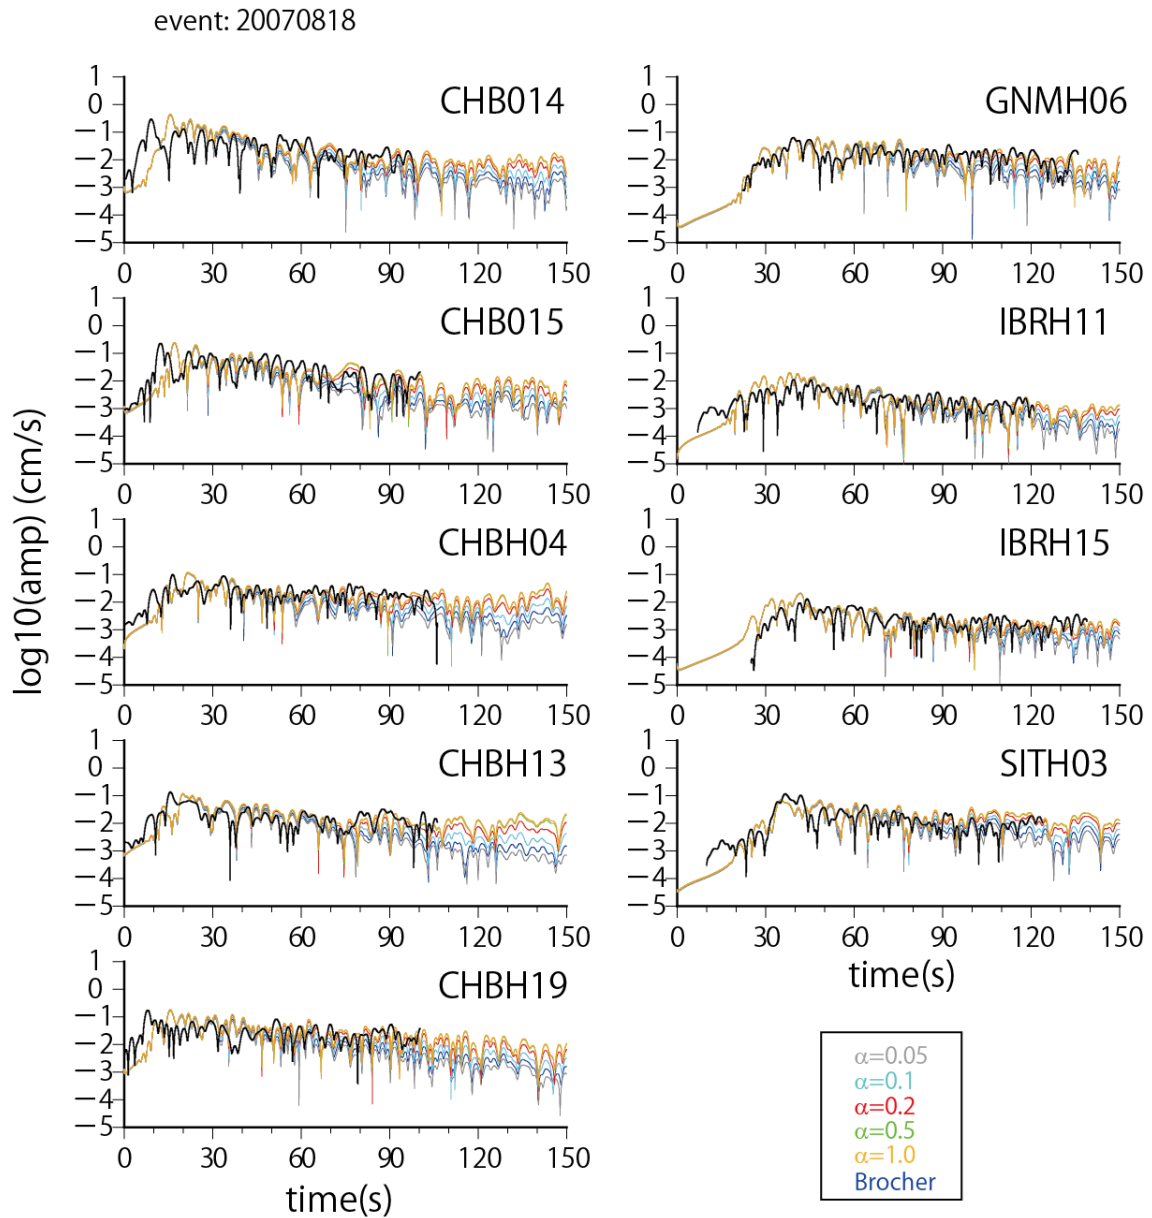 event: 20070818
CHB014
1
0
−1
−2
−3
−4
−5
0 30 60 90 120 150
GNMH06
1
0
−1
−2
−3
−4
−5
0 30 60 90 120 150
CHB015
1
0
−1
−2
−3
−4
−5
0 30 60 90 120 150
IBRH11
1
0
−1
−2
−3
−4
−5
0 30 60 90 120 150
log10(amp) (cm/s)
CHBH04
1
0
−1
−2
−3
−4
−5
0 30 60 90 120 150
IBRH15
1
0
−1
−2
−3
−4
−5
0 30 60 90 120 150
CHBH13
1
0
−1
−2
−3
−4
−5
0 30 60 90 120 150
SITH03
1
0
−1
−2
−3
−4
−5
0 30 60 90 120 150
time(s)
CHBH19
1
0
−1
−2
−3
−4
−5
0 30 60 90 120 150
time(s)
α=0.05
α=0.1
α=0.2
α=0.5
α=1.0
Brocher